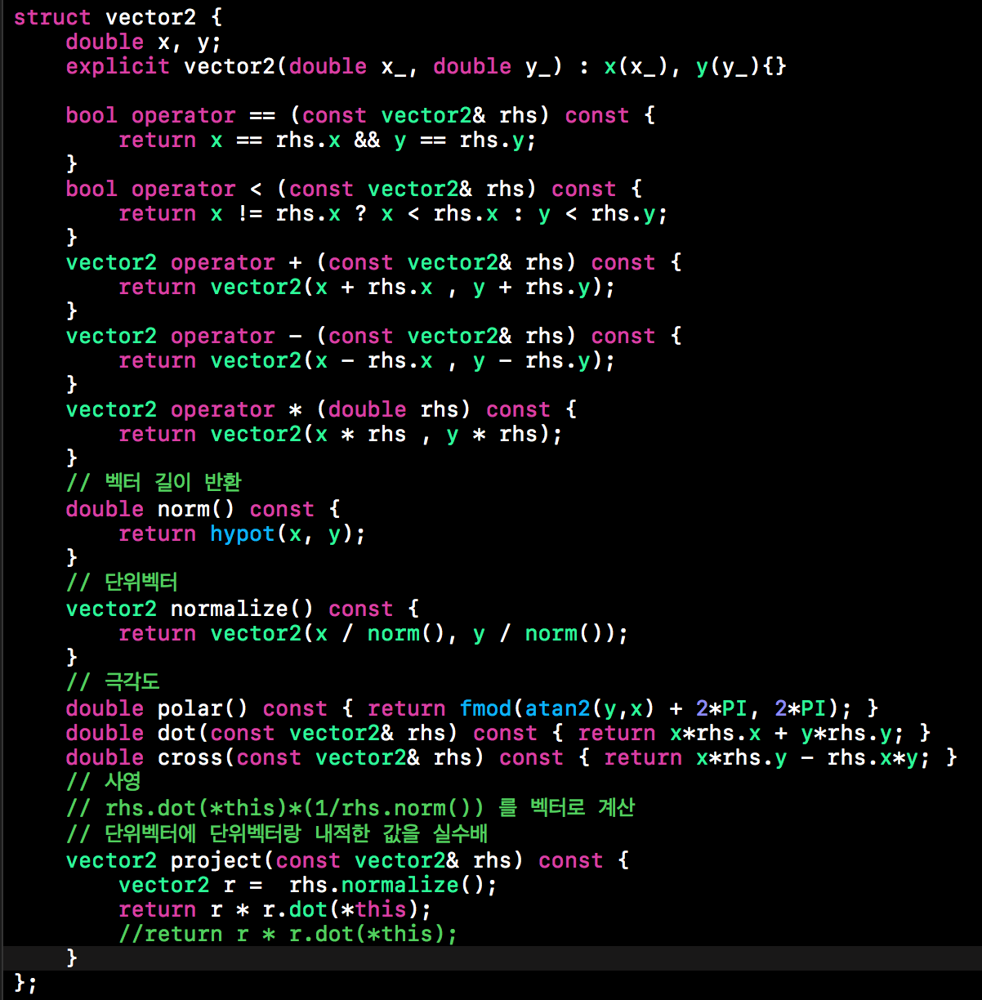 struct vector2 {
    double x, y;
    explicit vector2(double x_, double y_) : x(x_), y(y_){}

    bool operator == (const vector2& rhs) const {
        return x == rhs.x && y == rhs.y;
    }
    bool operator < (const vector2& rhs) const {
        return x != rhs.x ? x < rhs.x : y < rhs.y;
    }
    vector2 operator + (const vector2& rhs) const {
        return vector2(x + rhs.x , y + rhs.y);
    }
    vector2 operator - (const vector2& rhs) const {
        return vector2(x - rhs.x , y - rhs.y);
    }
    vector2 operator * (double rhs) const {
        return vector2(x * rhs , y * rhs);
    }
    // 벡터 길이 반환
    double norm() const {
        return hypot(x, y);
    }
    // 단위벡터
    vector2 normalize() const {
        return vector2(x / norm(), y / norm());
    }
    // 극각도
    double polar() const { return fmod(atan2(y,x) + 2*PI, 2*PI); }
    double dot(const vector2& rhs) const { return x*rhs.x + y*rhs.y; }
    double cross(const vector2& rhs) const { return x*rhs.y - rhs.x*y; }
    // 사영
    // rhs.dot(*this)*(1/rhs.norm()) 를 벡터로 계산
    // 단위벡터에 단위벡터랑 내적한 값을 실수배
    vector2 project(const vector2& rhs) const {
        vector2 r =  rhs.normalize();
        return r * r.dot(*this);
        //return r * r.dot(*this);
    }
};